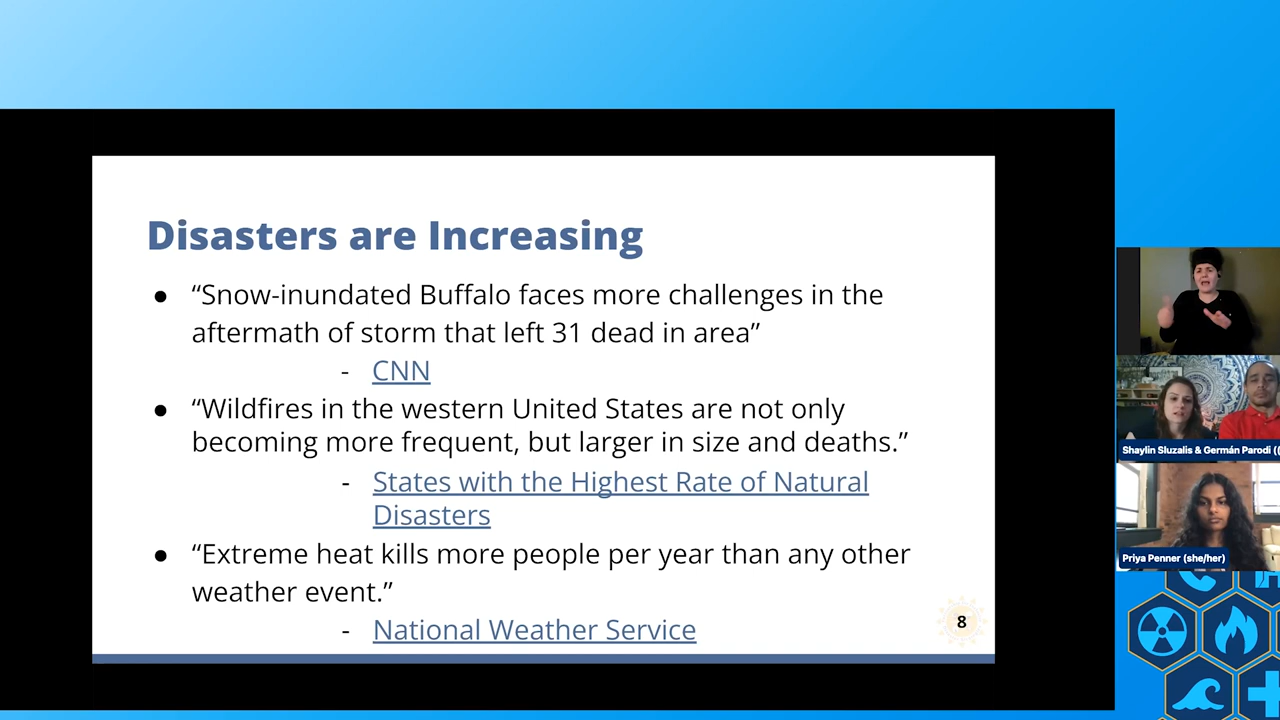 Disasters are Increasing
● “Snow-inundated Buffalo faces more challenges in the
aftermath of storm that left 31 dead in area”
- CNN
● “Wildfires in the western United States are not only
becoming more frequent, but larger in size and deaths.”
- States with the Highest Rate of Natural
Disasters
● “Extreme heat kills more people per year than any other
weather event.”
- National Weather Service
8
Shaylin Sluzalis & Germán Parodi ((
Priya Penner (she/her)